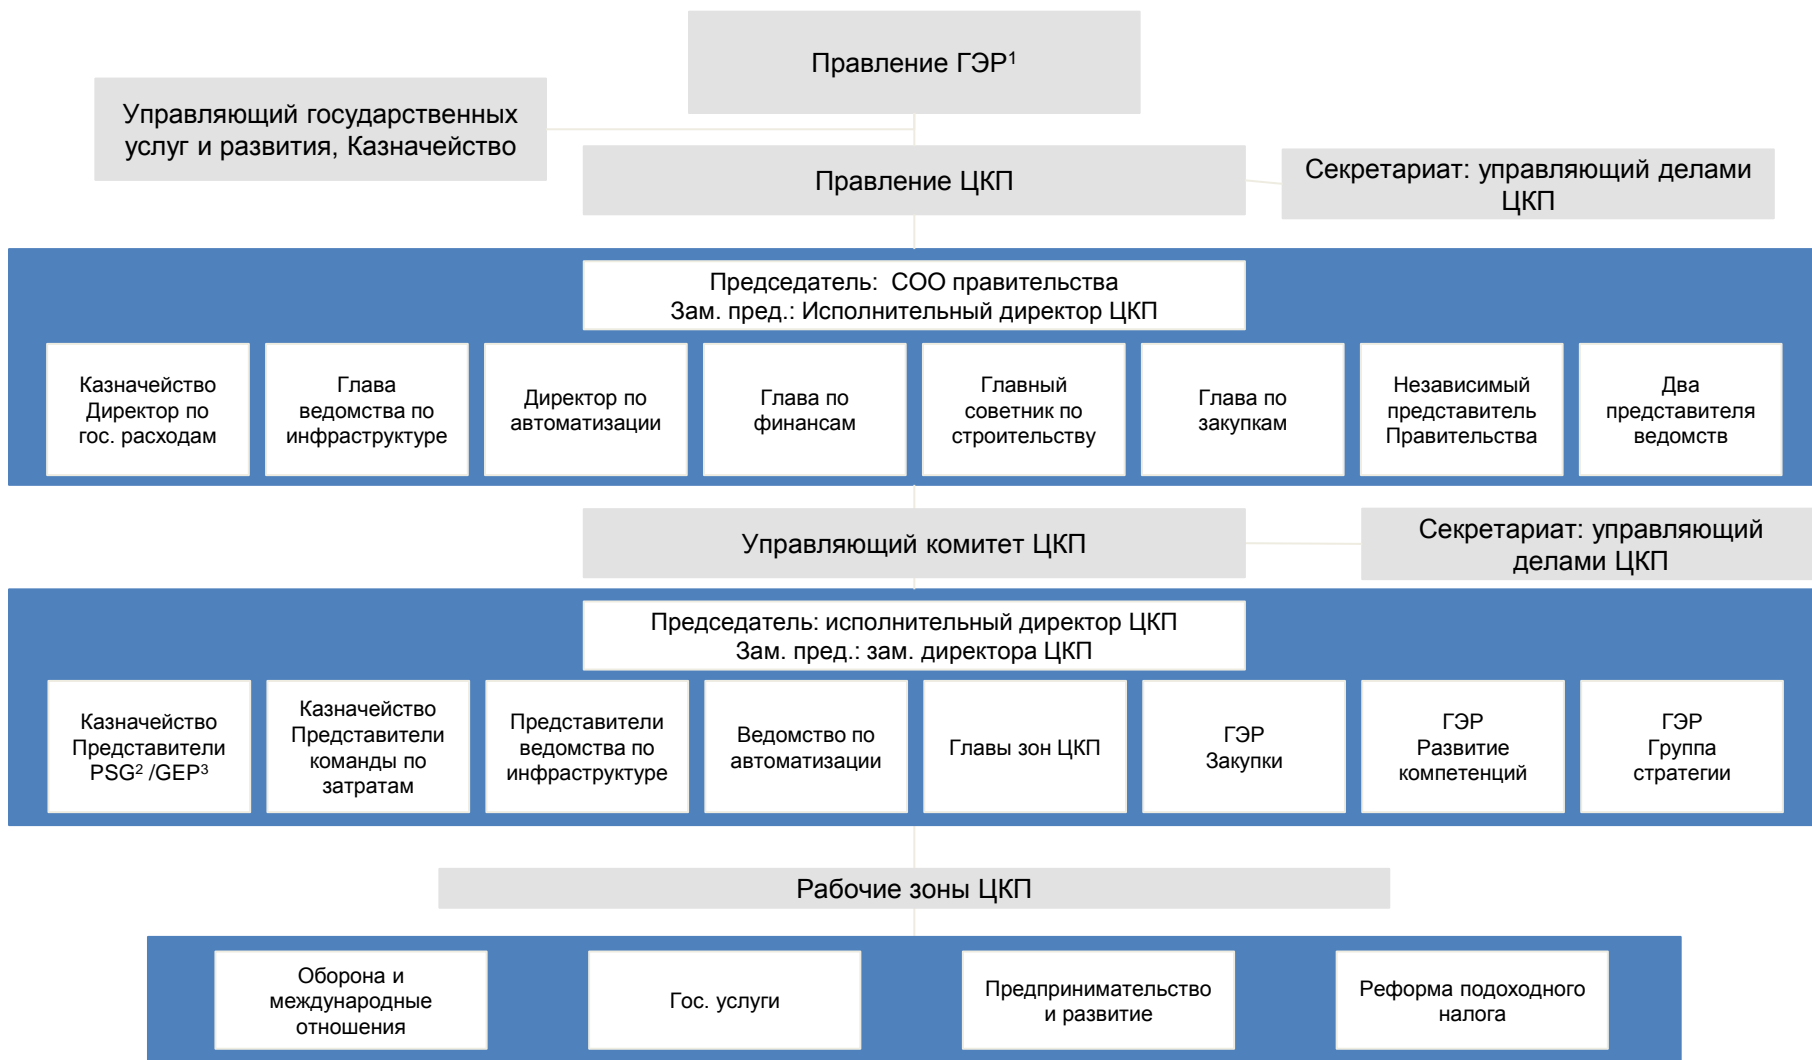 Правление ГЭР¹
Управляющий государственных
услуг и развития, Казначейство
Правление ЦКП
Секретариат: управляющий делами
ЦКП
Председатель: СОО правительства
Зам. пред.: Исполнительный директор ЦКП
Казначейство
Директор по
гос. расходам
Глава
ведомства по
инфраструктуре
Директор по
автоматизации
Глава по
финансам
Главный
советник по
строительству
Глава по
закупкам
Независимый
представитель
Правительства
Два
представителя
ведомств
Управляющий комитет ЦКП
Секретариат: управляющий
делами ЦКП
Председатель: исполнительный директор ЦКП
Зам. пред.: зам. директора ЦКП
Казначейство
Представители
PSG² /GEP³
Казначейство
Представители
команды по
затратам
Представители
ведомства по
инфраструктуре
Ведомство по
автоматизации
Главы зон ЦКП
ГЭР
Закупки
ГЭР
Развитие
компетенций
ГЭР
Группа
стратегии
Рабочие зоны ЦКП
Оборона и
международные
отношения
Гос. услуги
Предпринимательство
и развитие
Реформа подоходного
налога